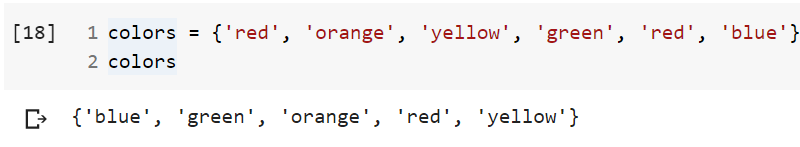 [18] 1 colors = {'red', 'orange', 'yellow', 'green', 'red', 'blue'}
2 colors
{'blue', 'green', 'orange', 'red', 'yellow'}